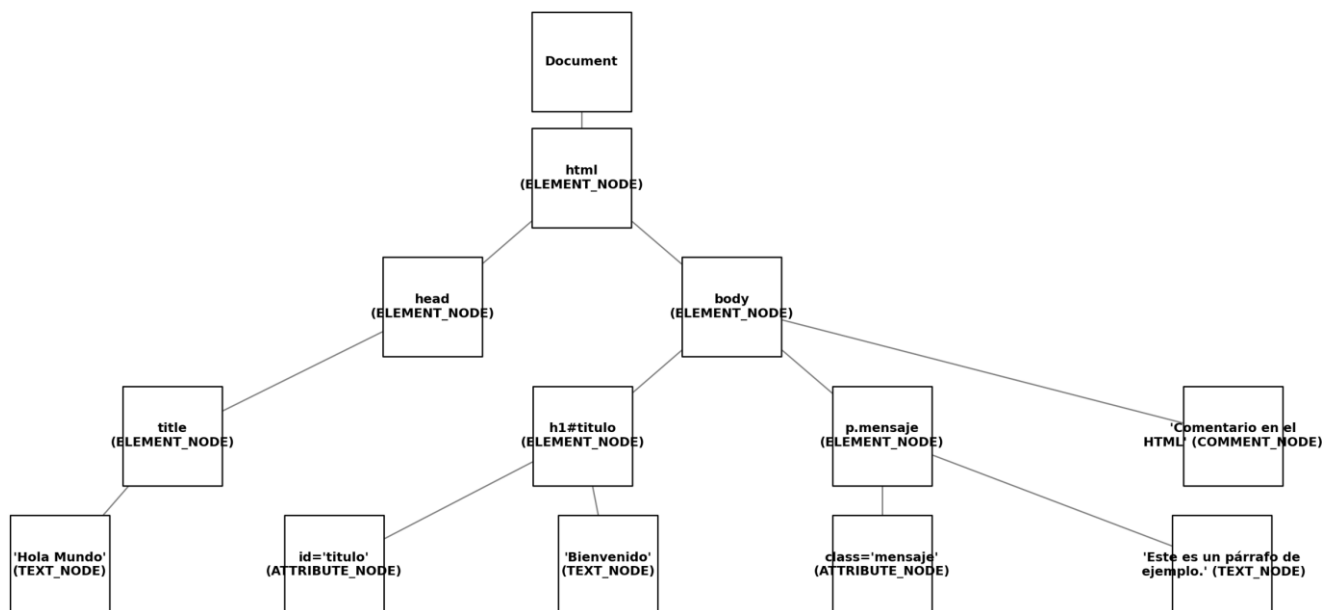 Document
html
(ELEMENT_NODE)
head
(ELEMENT_NODE)
body
(ELEMENT_NODE)
title
(ELEMENT_NODE)
h1#titulo
(ELEMENT_NODE)
p.mensaje
(ELEMENT_NODE)
'Comentario en el
HTML' (COMMENT_NODE)
'Hola Mundo'
(TEXT_NODE)
id='titulo'
(ATTRIBUTE_NODE)
'Bienvenido'
(TEXT_NODE)
class='mensaje'
(ATTRIBUTE_NODE)
'Este es un párrafo de
ejemplo.' (TEXT_NODE)